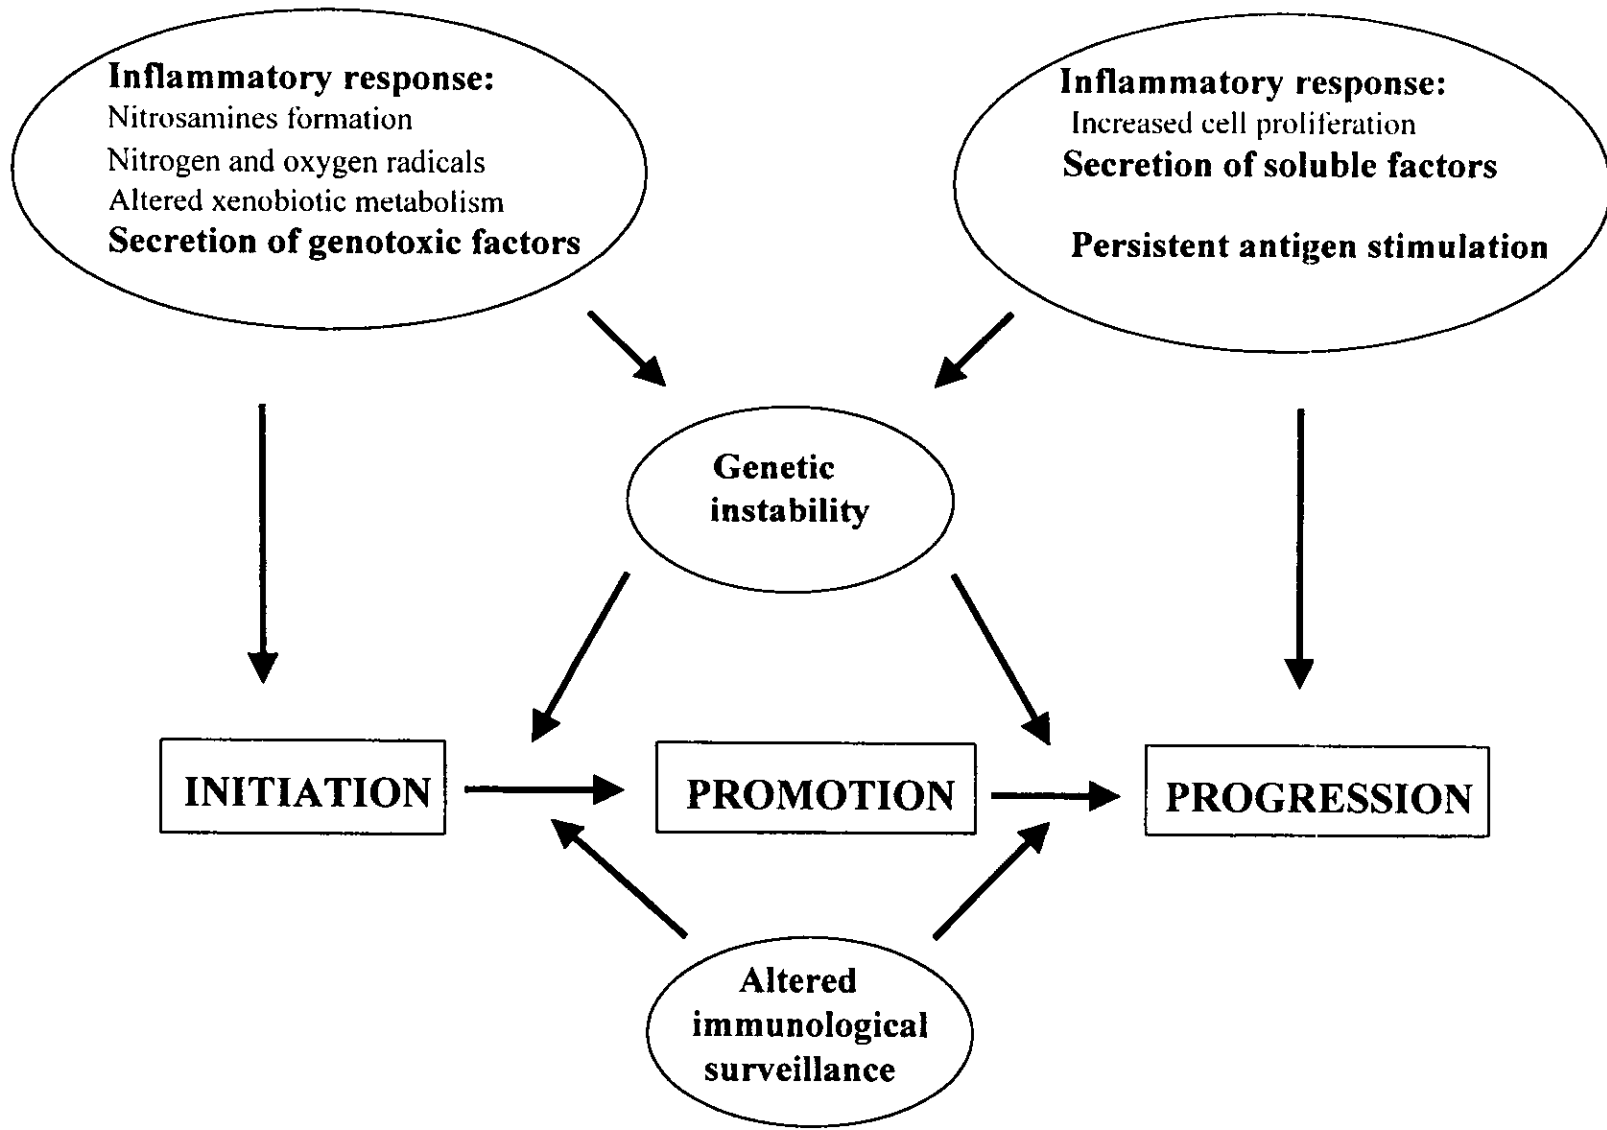 Inflammatory response:
Nitrosamines formation
Nitrogen and oxygen radicals
Altered xenobiotic metabolism
Secretion of genotoxic factors
Inflammatory response:
Increased cell proliferation
Secretion of soluble factors
Persistent antigen stimulation
Genetic
instability
INITIATION
PROMOTION
PROGRESSION
Altered
immunological
surveillance